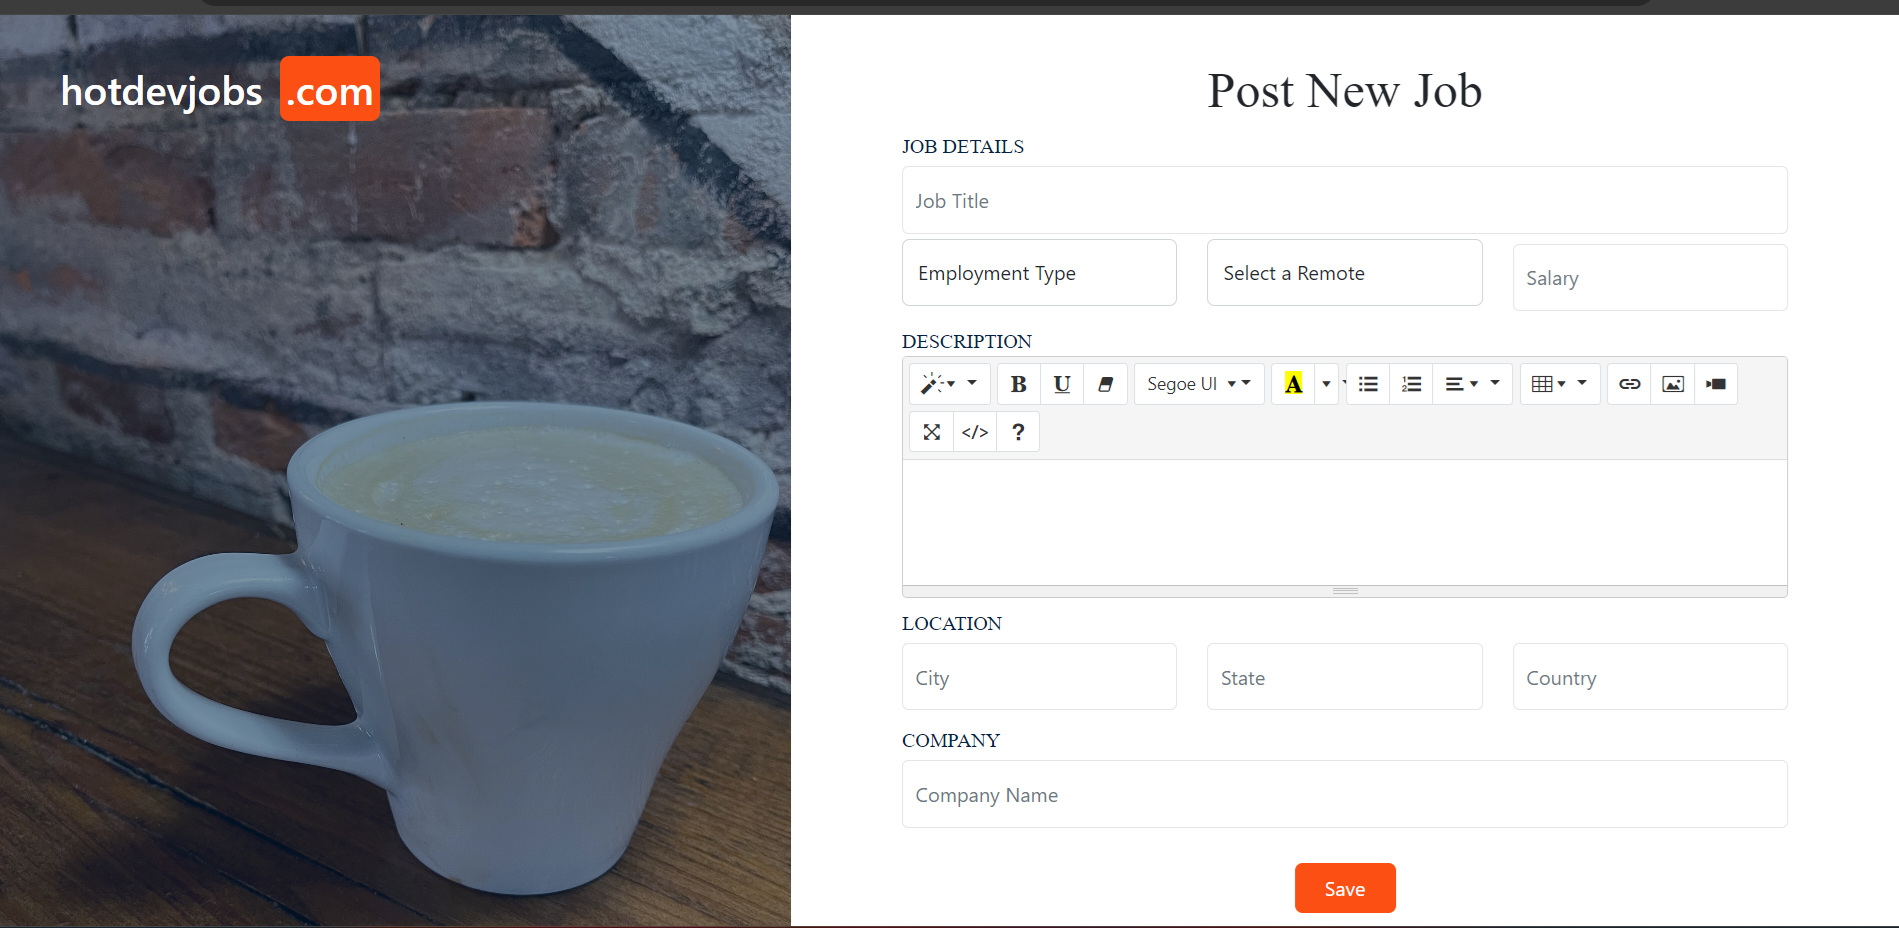 hotdevjobs .com
Post New Job
JOB DETAILS
Job Title
Employment Type
Select a Remote
Salary
DESCRIPTION
B U Segoe UI A
</> ?
LOCATION
City
State
Country
COMPANY
Company Name
Save